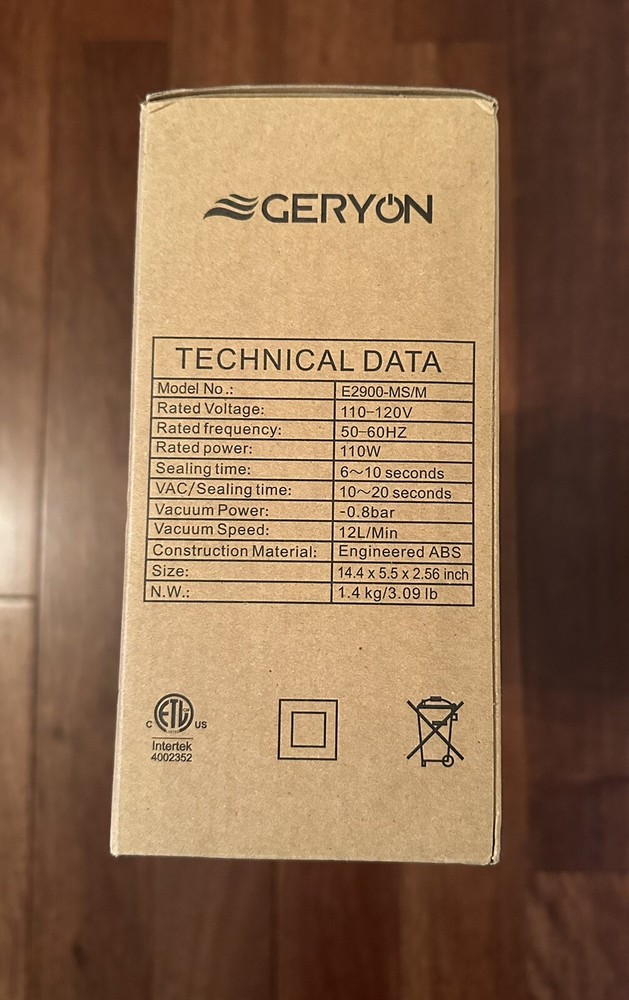 GERYON
TECHNICAL DATA
Model No.: E2900-MS/M
Rated Voltage: 110-120V
Rated frequency: 50-60HZ
Rated power: 110W
Sealing time: 6~10 seconds
VAC/Sealing time: 10~20 seconds
Vacuum Power: -0.8bar
Vacuum Speed: 12L/Min
Construction Material: Engineered ABS
Size: 14.4 x 5.5 x 2.56 inch
N.W.: 1.4 kg/3.09 lb
C ETL US
Intertek
4002352